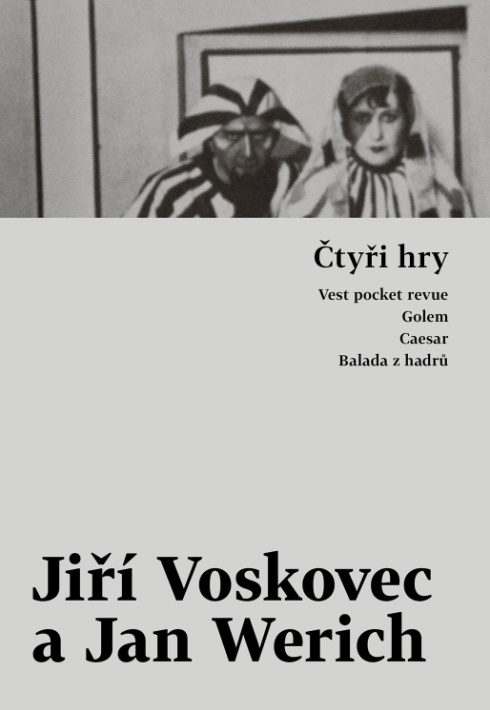 Čtyři hry
Vest pocket revue
Golem
Caesar
Balada z hadrů
Jiří Voskovec
a Jan Werich